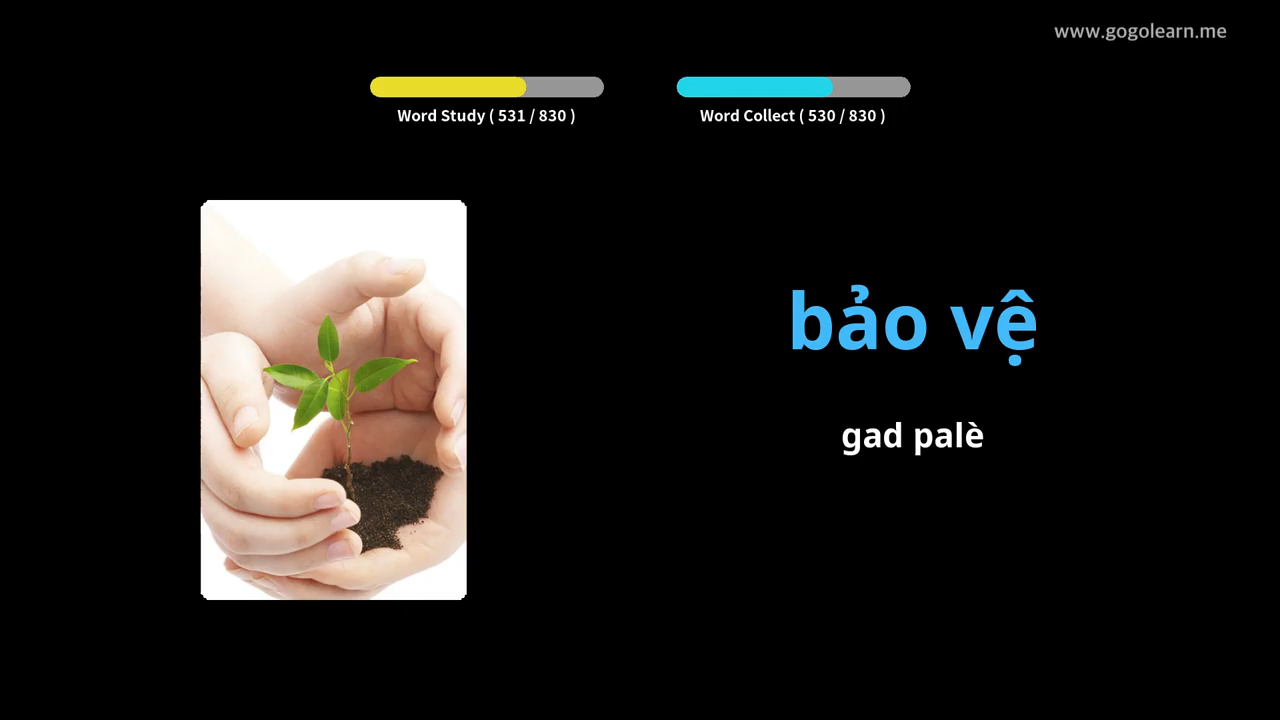 www.gogolearn.me
Word Study ( 531 / 830 )
Word Collect ( 530 / 830 )
bảo vệ
gad palè